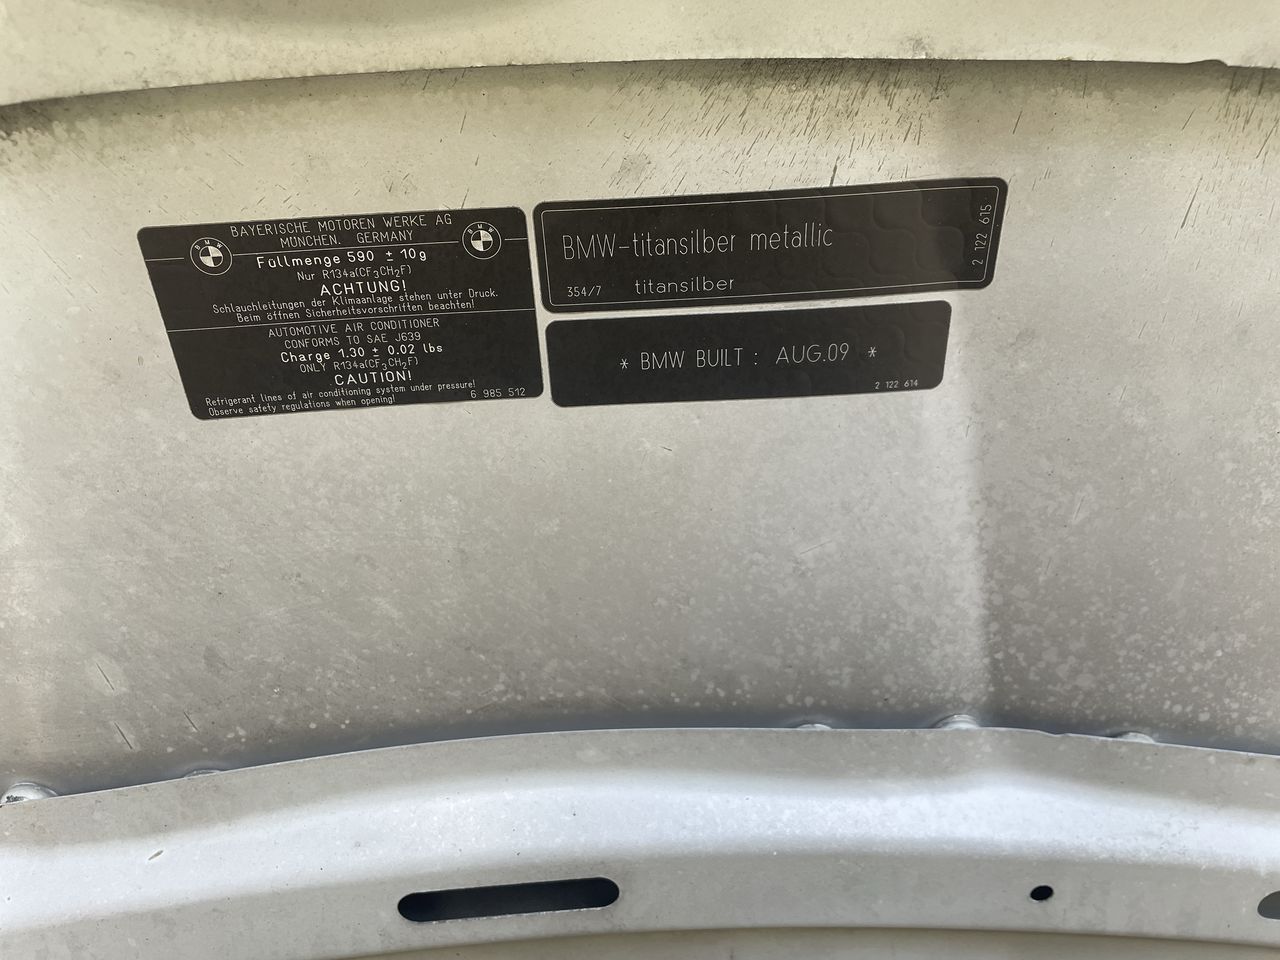 BAYERISCHE MOTOREN WERKE AG
MÜNCHEN. GERMANY
BMW
BMW
Füllmenge 590 ± 10g
Nur R134a(CF3CH2F)
ACHTUNG!
Schlauchleitungen der Klimaanlage stehen unter Druck.
Beim öffnen Sicherheitsvorschriften beachten!
AUTOMOTIVE AIR CONDITIONER
CONFORMS TO SAE J639
Charge 1.30 ± 0.02 lbs
ONLY R134a(CF3CH2F)
CAUTION!
Refrigerant lines of air conditioning system under pressure!
Observe safety regulations when opening!
6 985 512
BMW-titansilber metallic
354/7 titansilber
2 122 615
* BMW BUILT : AUG.09 *
2 122 614